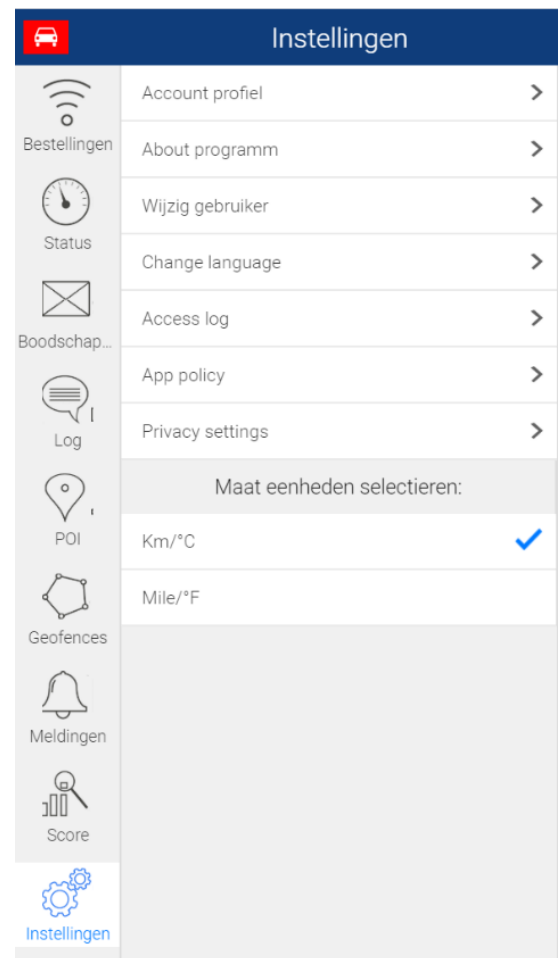 Instellingen
Bestellingen
Status
Boodschap...
Log
POI
Geofences
Meldingen
Score
Instellingen
Account profiel
About programm
Wijzig gebruiker
Change language
Access log
App policy
Privacy settings
Maat eenheden selectieren:
Km/°C
Mile/°F